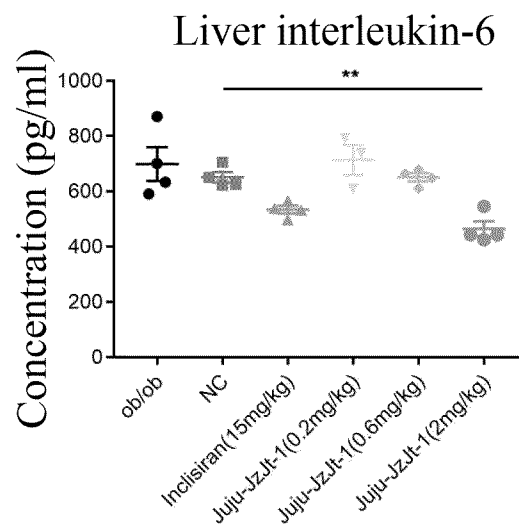 Liver interleukin-6
**
Concentration (pg/ml)
1000
800
600
400
200
0
ob/ob
NC
Inclisiran(15mg/kg)
Juju-JzJt-1(0.2mg/kg)
Juju-JzJt-1(0.6mg/kg)
Juju-JzJt-1(2mg/kg)